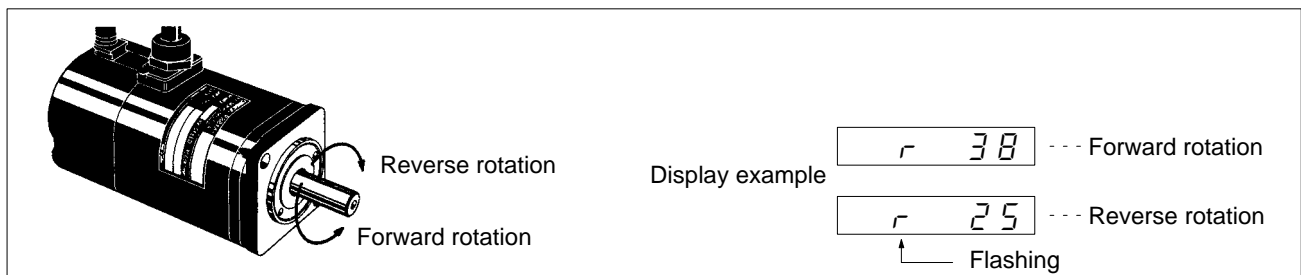 Reverse rotation
Forward rotation
Display example
r 38 --- Forward rotation
r 25 --- Reverse rotation
Flashing